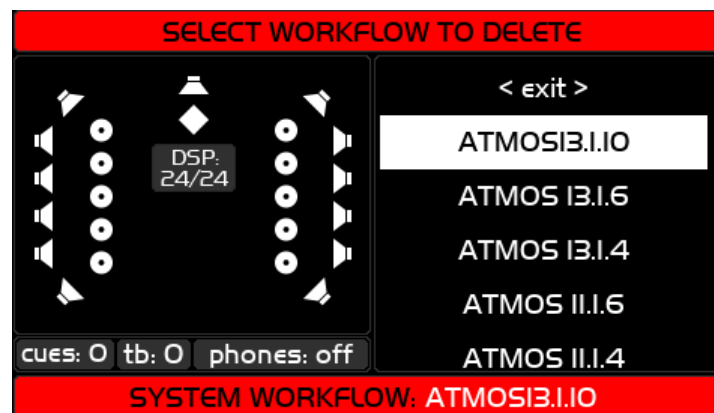 SELECT WORKFLOW TO DELETE
DSP:
24/24
cues: 0 tb: 0 phones: off
< exit >
ATMOS13.1.10
ATMOS 13.1.6
ATMOS 13.1.4
ATMOS 11.1.6
ATMOS 11.1.4
SYSTEM WORKFLOW: ATMOS13.1.10